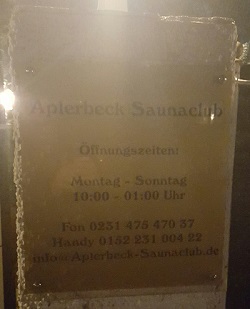 Aplerbeck-Saunaclub
Öffnungszeiten:
Montag - Sonntag
10:00 - 01:00 Uhr
Fon 0231 475 470 37
Handy 0152 231 004 22
info@Aplerbeck-Saunaclub.de